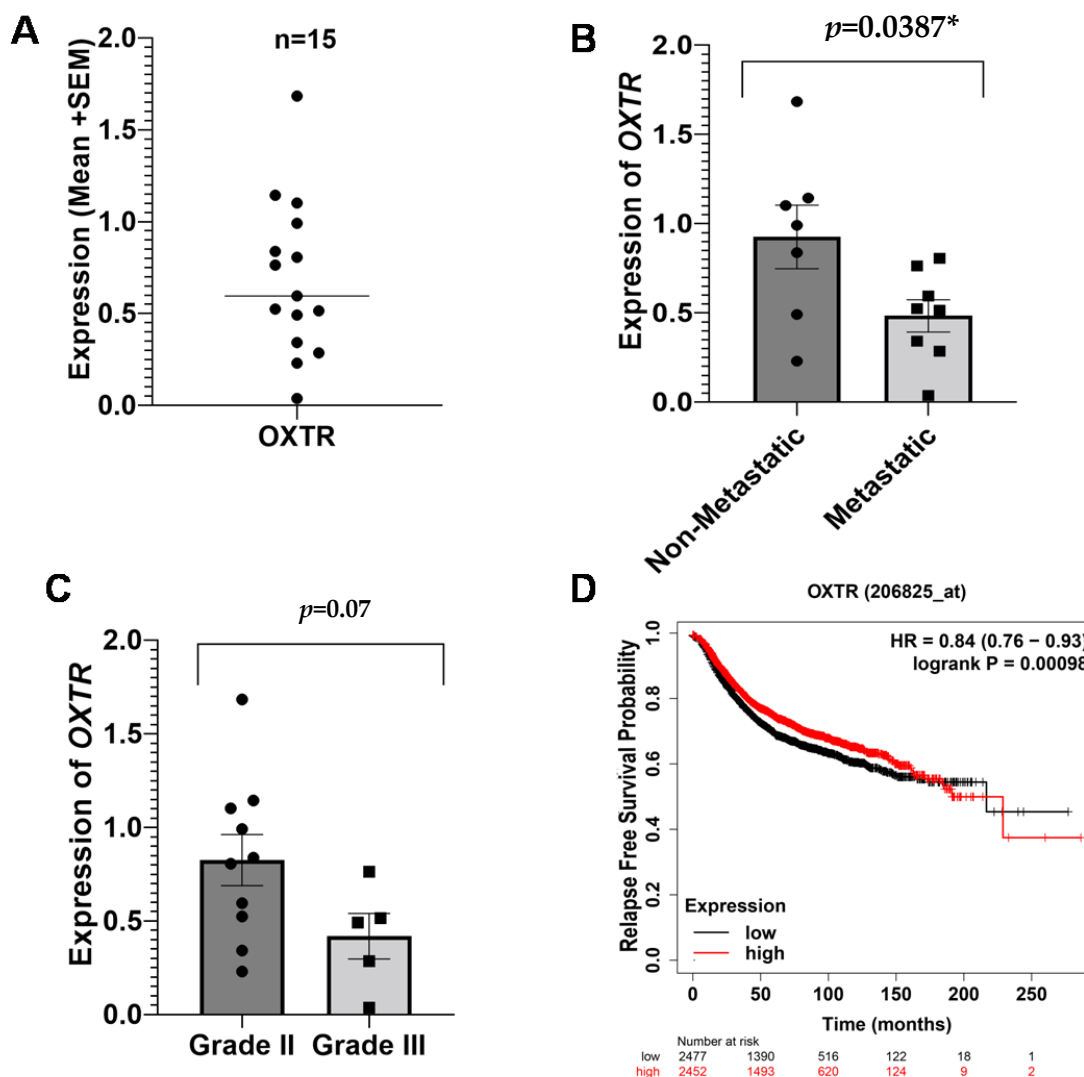 A
n=15
Expression (Mean +SEM)
2.0
1.5
1.0
0.5
0.0
OXTR
B
p=0.0387*
Expression of OXTR
2.0
1.5
1.0
0.5
0.0
Non-Metastatic
Metastatic
C
p=0.07
Expression of OXTR
2.0
1.5
1.0
0.5
0.0
Grade II Grade III
D
OXTR (206825_at)
HR = 0.84 (0.76 − 0.93)
logrank P = 0.00098
Relapse Free Survival Probability
1.0
0.8
0.6
0.4
0.2
0.0
Expression
low
high
0 50 100 150 200 250
Time (months)
Number at risk
low 2477 1390 516 122 18 1
high 2452 1493 620 124 9 2